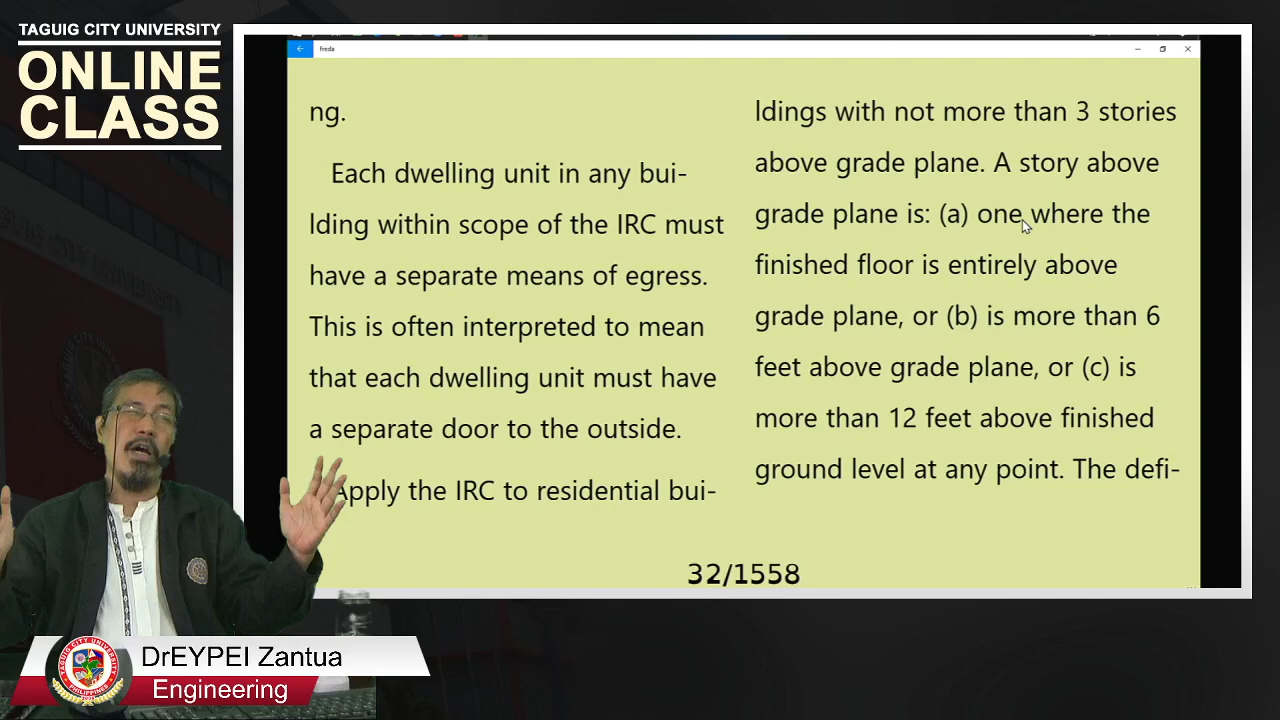 TAGUIG CITY UNIVERSITY
ONLINE
CLASS
freda
ng.
Each dwelling unit in any bui-
lding within scope of the IRC must
have a separate means of egress.
This is often interpreted to mean
that each dwelling unit must have
a separate door to the outside.
Apply the IRC to residential bui-
ldings with not more than 3 stories
above grade plane. A story above
grade plane is: (a) one where the
finished floor is entirely above
grade plane, or (b) is more than 6
feet above grade plane, or (c) is
more than 12 feet above finished
ground level at any point. The defi-
32/1558
DrEYPEI Zantua
Engineering